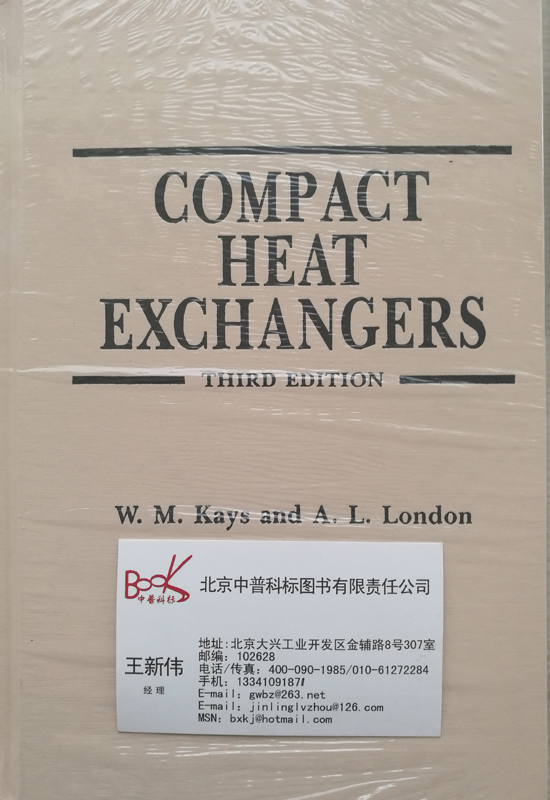 COMPACT
HEAT
EXCHANGERS
THIRD EDITION
W. M. Kays and A. L. London
BooKS
中普科标
北京中普科标图书有限责任公司
王新伟
经理
地址:北京大兴工业开发区金辅路8号307室
邮编: 102628
电话/传真: 400-090-1985/010-61272284
手机: 13341091871
E-mail: gwbz@263.net
E-mail: jinlinglvzhou@126.com
MSN: bxkj@hotmail.com